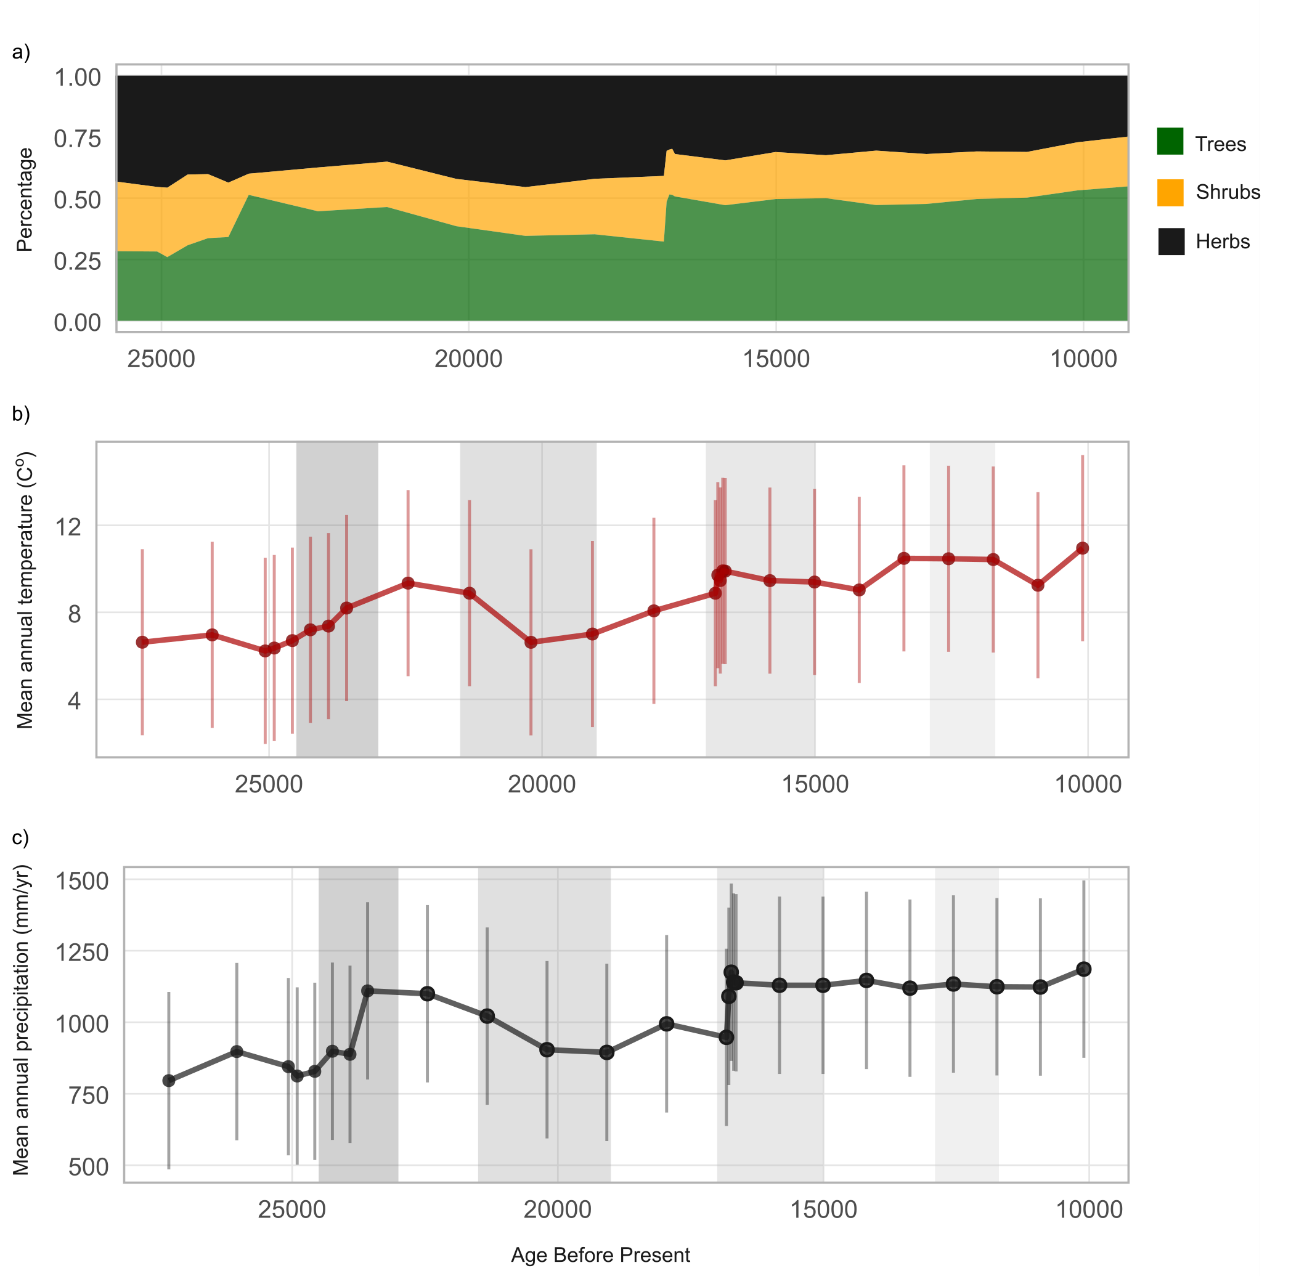 a)
1.00
0.75
0.50
0.25
0.00
Percentage
25000 20000 15000 10000
Trees
Shrubs
Herbs
b)
Mean annual temperature (Cº)
12
8
4
25000 20000 15000 10000
c)
Mean annual precipitation (mm/yr)
1500
1250
1000
750
500
25000 20000 15000 10000
Age Before Present